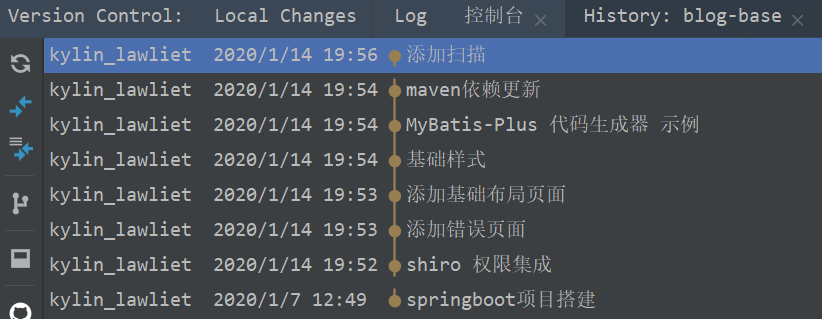 Version Control: Local Changes Log 控制台 History: blog-base
kylin_lawliet 2020/1/14 19:56 添加扫描
kylin_lawliet 2020/1/14 19:54 maven依赖更新
kylin_lawliet 2020/1/14 19:54 MyBatis-Plus 代码生成器 示例
kylin_lawliet 2020/1/14 19:54 基础样式
kylin_lawliet 2020/1/14 19:53 添加基础布局页面
kylin_lawliet 2020/1/14 19:53 添加错误页面
kylin_lawliet 2020/1/14 19:52 shiro 权限集成
kylin_lawliet 2020/1/7 12:49 springboot项目搭建